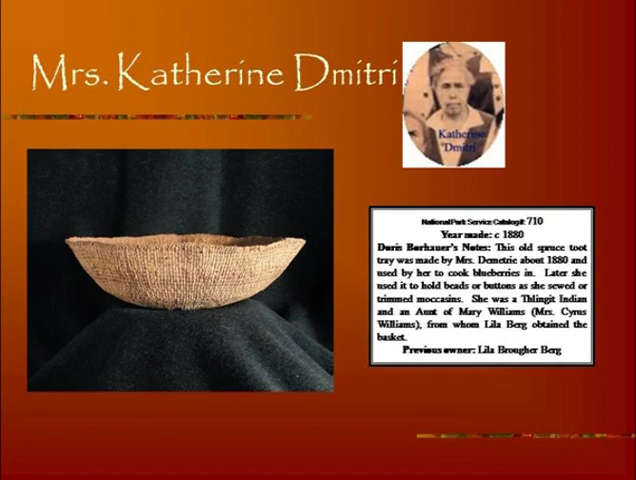 Mrs. Katherine Dmitri
Katherine
Dmitri
National Park Service Catalog#: 710
Year made: c 1880
Doris Borhauer's Notes: This old spruce toot
tray was made by Mrs. Demetrie about 1880 and
used by her to cook blueberries in. Later she
used it to hold beads or buttons as she sewed or
trimmed moccasins. She was a Thlingit Indian
and an Aunt of Mary Williams (Mrs. Cyrus
Williams), from whom Lila Berg obtained the
basket.
Previous owner: Lila Brougher Berg